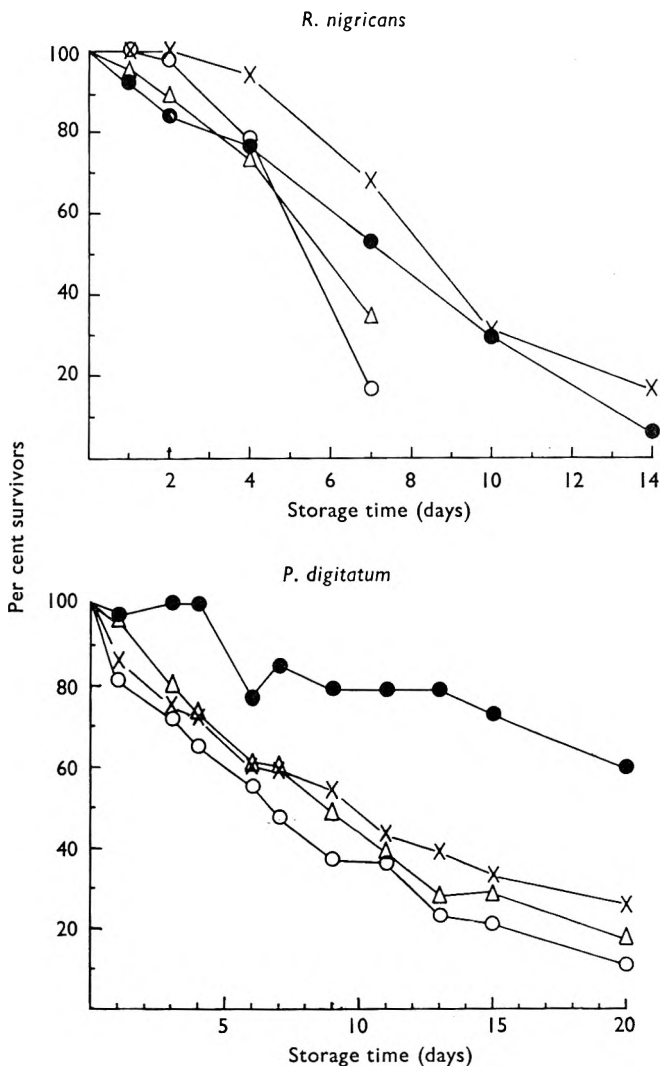 R. nigricans
100
80
60
40
20
2 4 6 8 10 12 14
Storage time (days)
Per cent survivors
P. digitatum
100
80
60
40
20
5 10 15 20
Storage time (days)